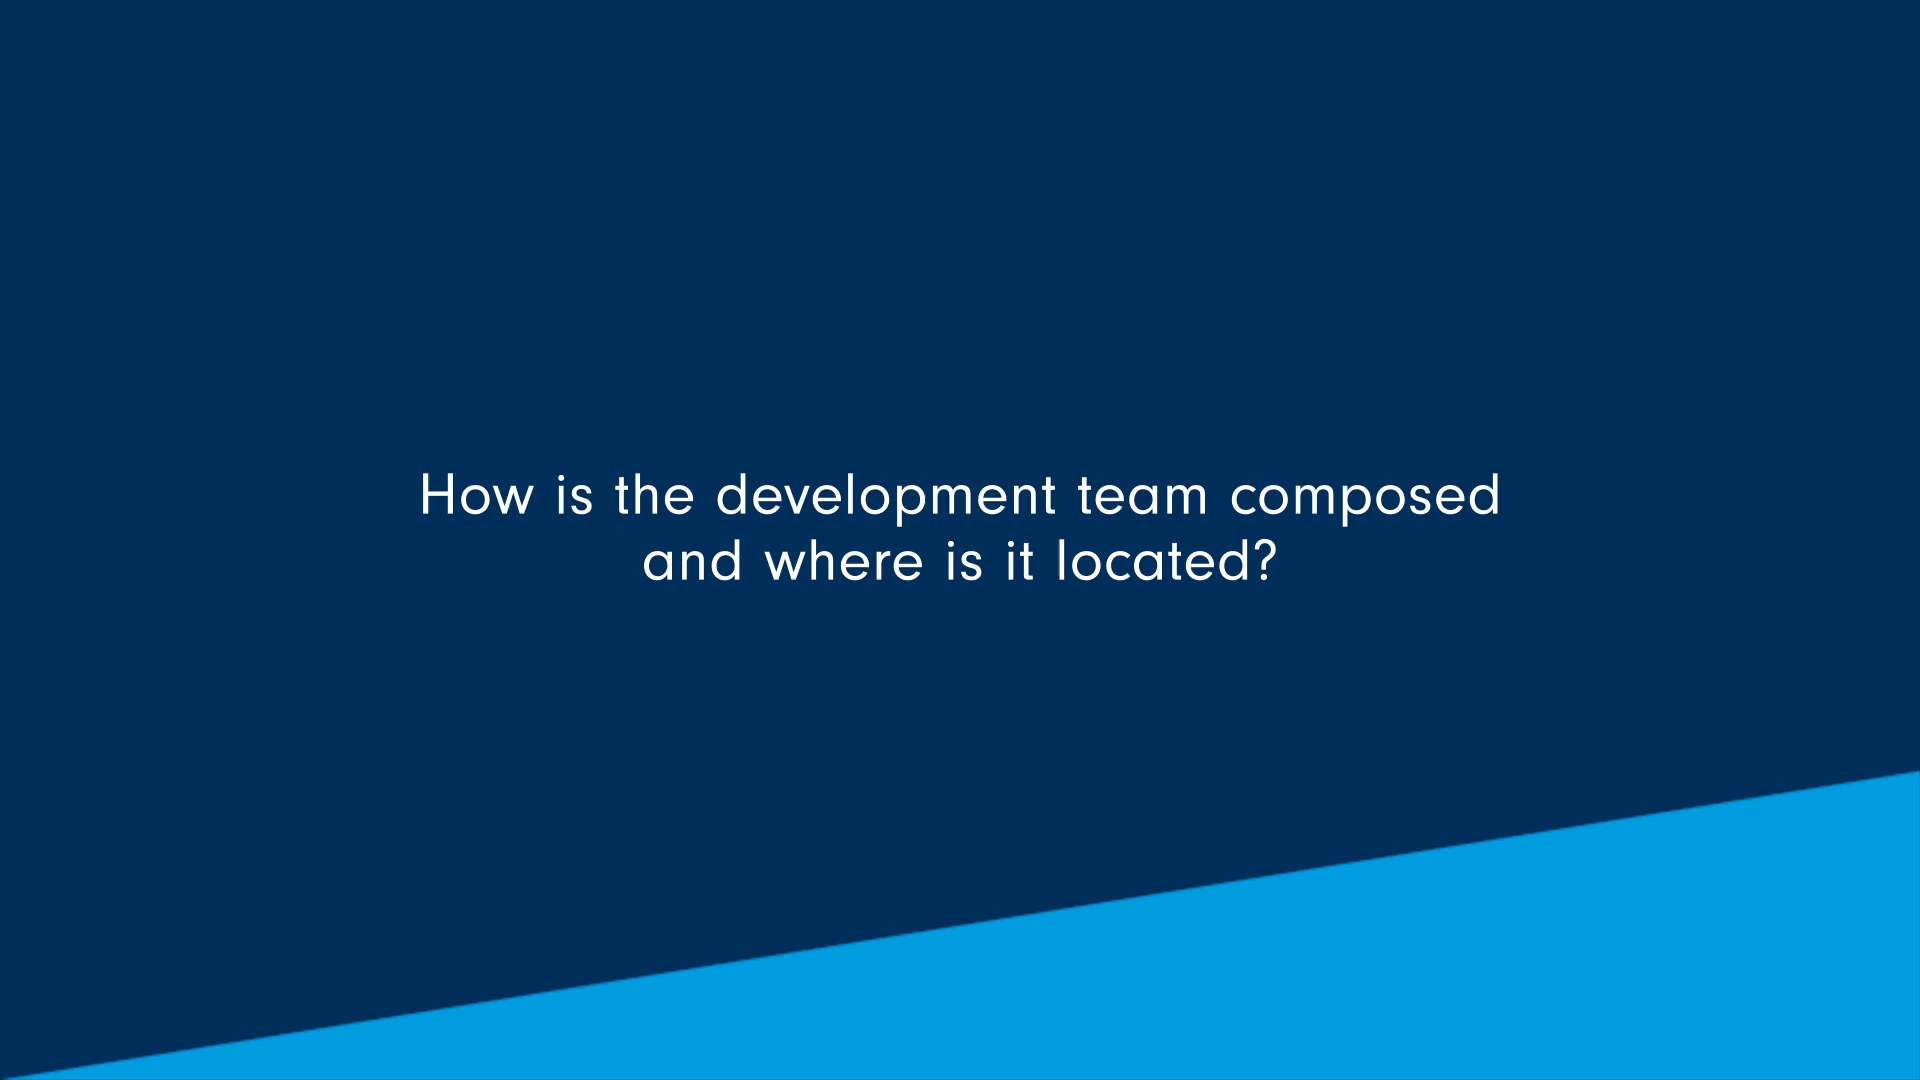 How is the development team composed
and where is it located?